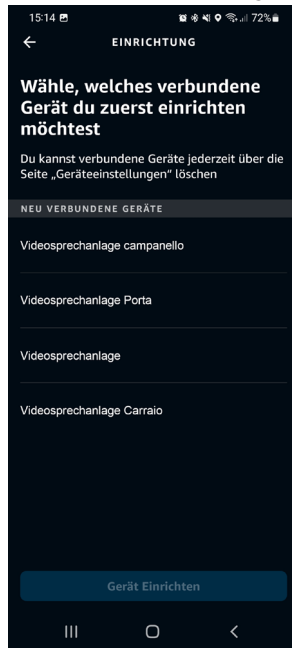 15:14 72%
EINRICHTUNG
Wähle, welches verbundene
Gerät du zuerst einrichten
möchtest
Du kannst verbundene Geräte jederzeit über die
Seite „Geräteeinstellungen“ löschen
NEU VERBUNDENE GERÄTE
Videosprechanlage campanello
Videosprechanlage Porta
Videosprechanlage
Videosprechanlage Carraio
Gerät Einrichten